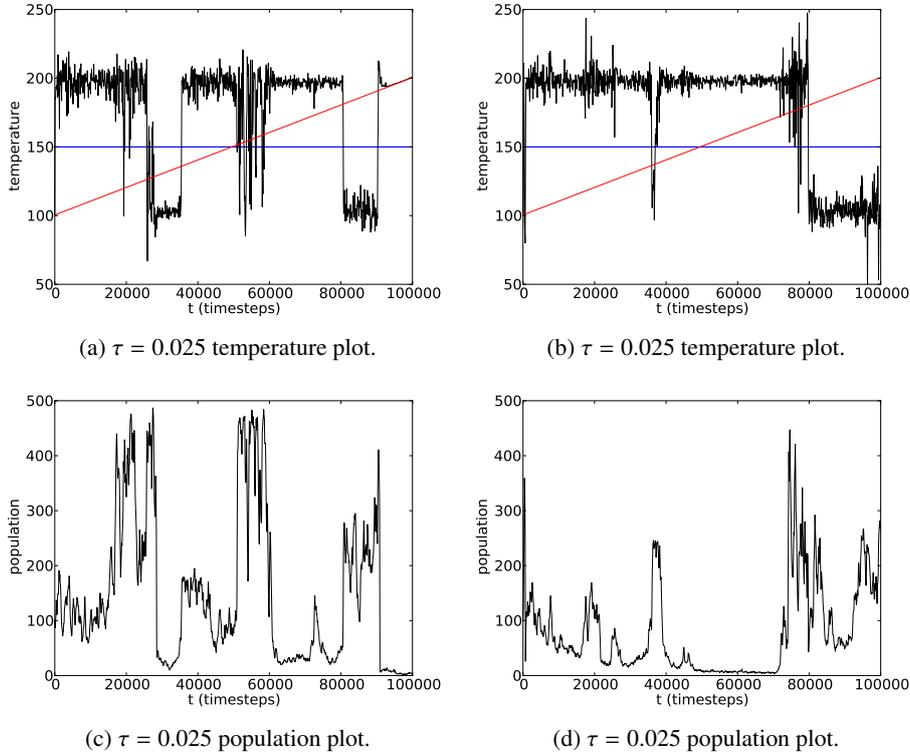 250
200
150
100
50
temperature
0 20000 40000 60000 80000 100000
t (timesteps)
(a) τ = 0.025 temperature plot.
250
200
150
100
50
temperature
0 20000 40000 60000 80000 100000
t (timesteps)
(b) τ = 0.025 temperature plot.
500
400
300
200
100
0
population
0 20000 40000 60000 80000 100000
t (timesteps)
(c) τ = 0.025 population plot.
500
400
300
200
100
0
population
0 20000 40000 60000 80000 100000
t (timesteps)
(d) τ = 0.025 population plot.